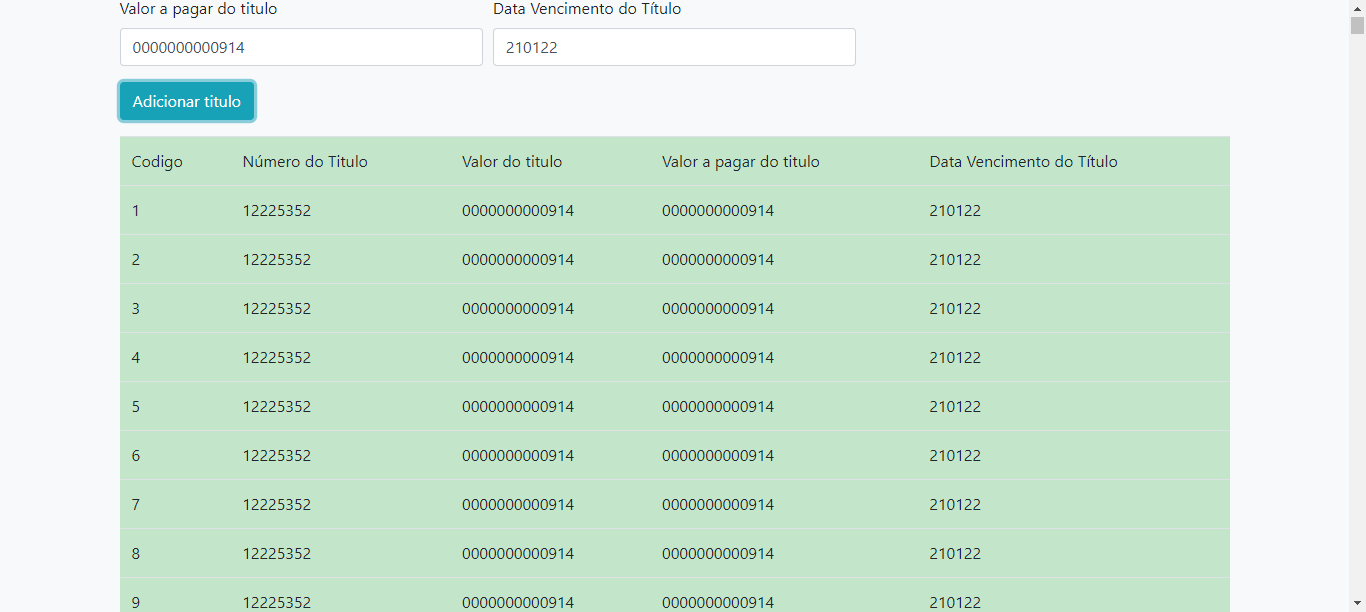 Valor a pagar do titulo Data Vencimento do Título
0000000000914 210122
Adicionar titulo
Codigo Número do Titulo Valor do titulo Valor a pagar do titulo Data Vencimento do Título
1 12225352 0000000000914 0000000000914 210122
2 12225352 0000000000914 0000000000914 210122
3 12225352 0000000000914 0000000000914 210122
4 12225352 0000000000914 0000000000914 210122
5 12225352 0000000000914 0000000000914 210122
6 12225352 0000000000914 0000000000914 210122
7 12225352 0000000000914 0000000000914 210122
8 12225352 0000000000914 0000000000914 210122
9 12225352 0000000000914 0000000000914 210122